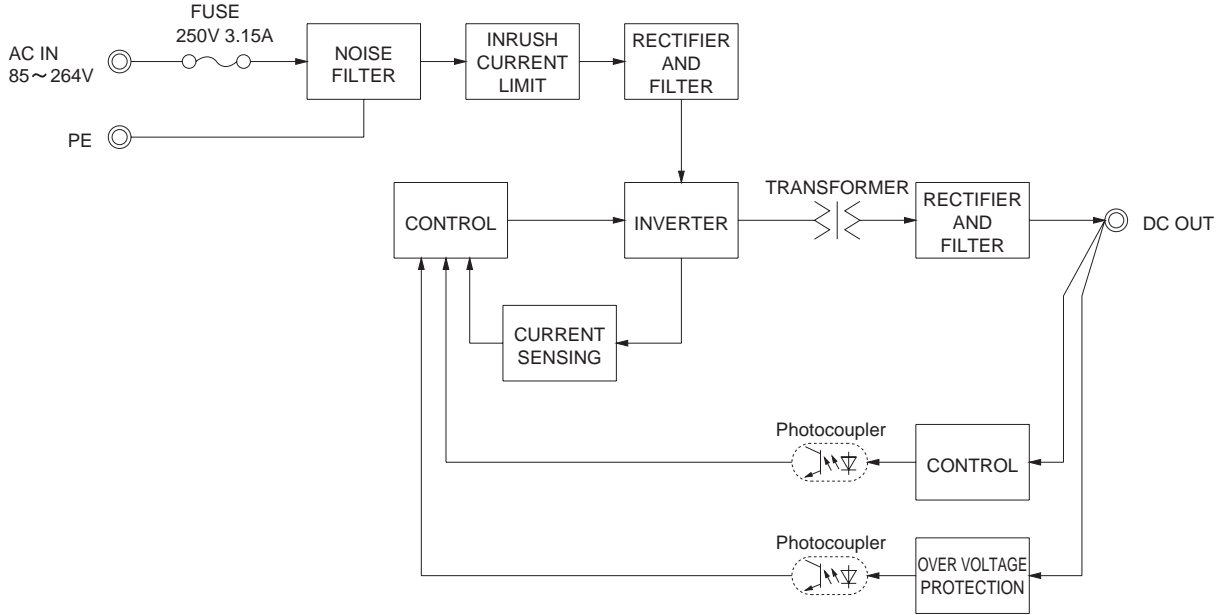 FUSE
250V 3.15A
AC IN
85～264V
PE
NOISE
FILTER
INRUSH
CURRENT
LIMIT
RECTIFIER
AND
FILTER
CONTROL
INVERTER
TRANSFORMER
RECTIFIER
AND
FILTER
DC OUT
CURRENT
SENSING
Photocoupler
CONTROL
Photocoupler
OVER VOLTAGE
PROTECTION